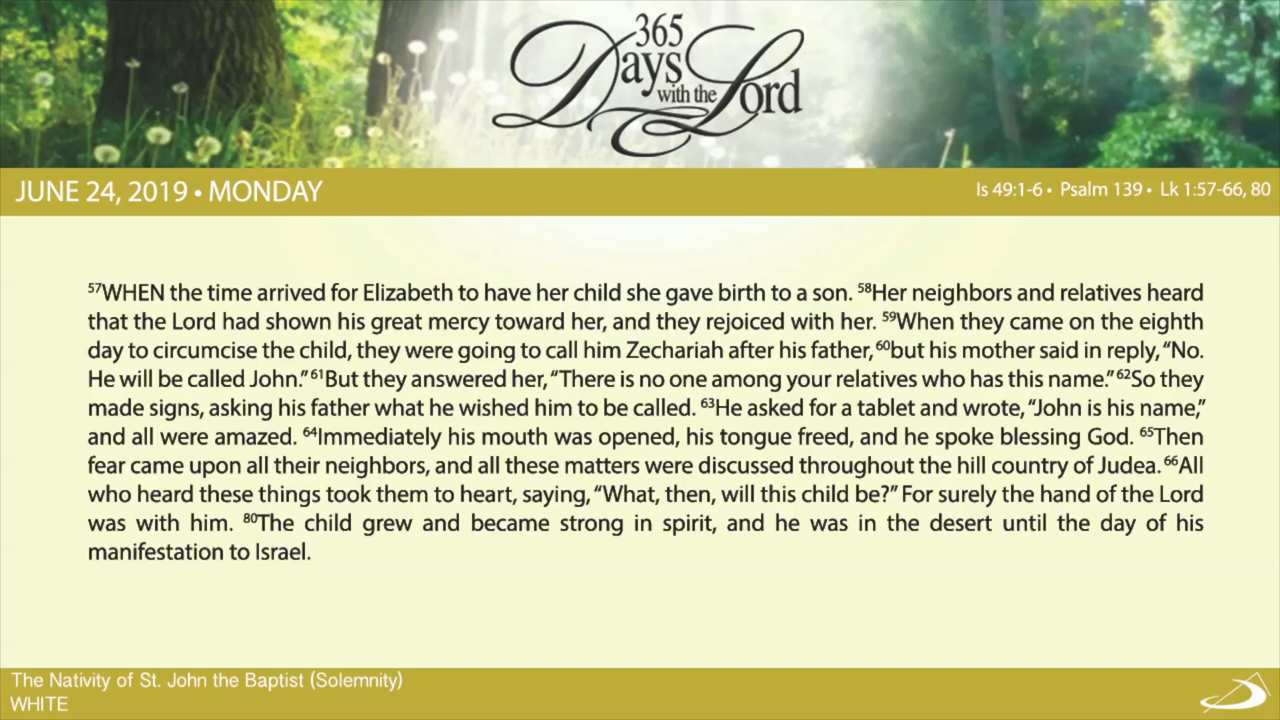 365
Days
with the Lord
JUNE 24, 2019 • MONDAY
Is 49:1-6 • Psalm 139 • Lk 1:57-66, 80
⁵⁷WHEN the time arrived for Elizabeth to have her child she gave birth to a son. ⁵⁸Her neighbors and relatives heard
that the Lord had shown his great mercy toward her, and they rejoiced with her. ⁵⁹When they came on the eighth
day to circumcise the child, they were going to call him Zechariah after his father, ⁶⁰but his mother said in reply, “No.
He will be called John.” ⁶¹But they answered her, “There is no one among your relatives who has this name.” ⁶²So they
made signs, asking his father what he wished him to be called. ⁶³He asked for a tablet and wrote, “John is his name,”
and all were amazed. ⁶⁴Immediately his mouth was opened, his tongue freed, and he spoke blessing God. ⁶⁵Then
fear came upon all their neighbors, and all these matters were discussed throughout the hill country of Judea. ⁶⁶All
who heard these things took them to heart, saying, “What, then, will this child be?” For surely the hand of the Lord
was with him. ⁸⁰The child grew and became strong in spirit, and he was in the desert until the day of his
manifestation to Israel.
The Nativity of St. John the Baptist (Solemnity)
WHITE